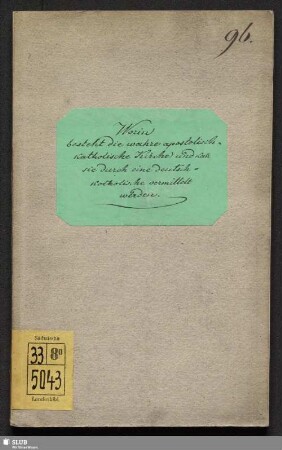 96.
Worin
besteht die wahre apostolisch-
katholische Kirche und kann
sie durch eine deutsch-
katholische vermittelt
werden.
Sächsische
33 8°
5043
Landesbibl.
SLUB
Wir führen Wissen.